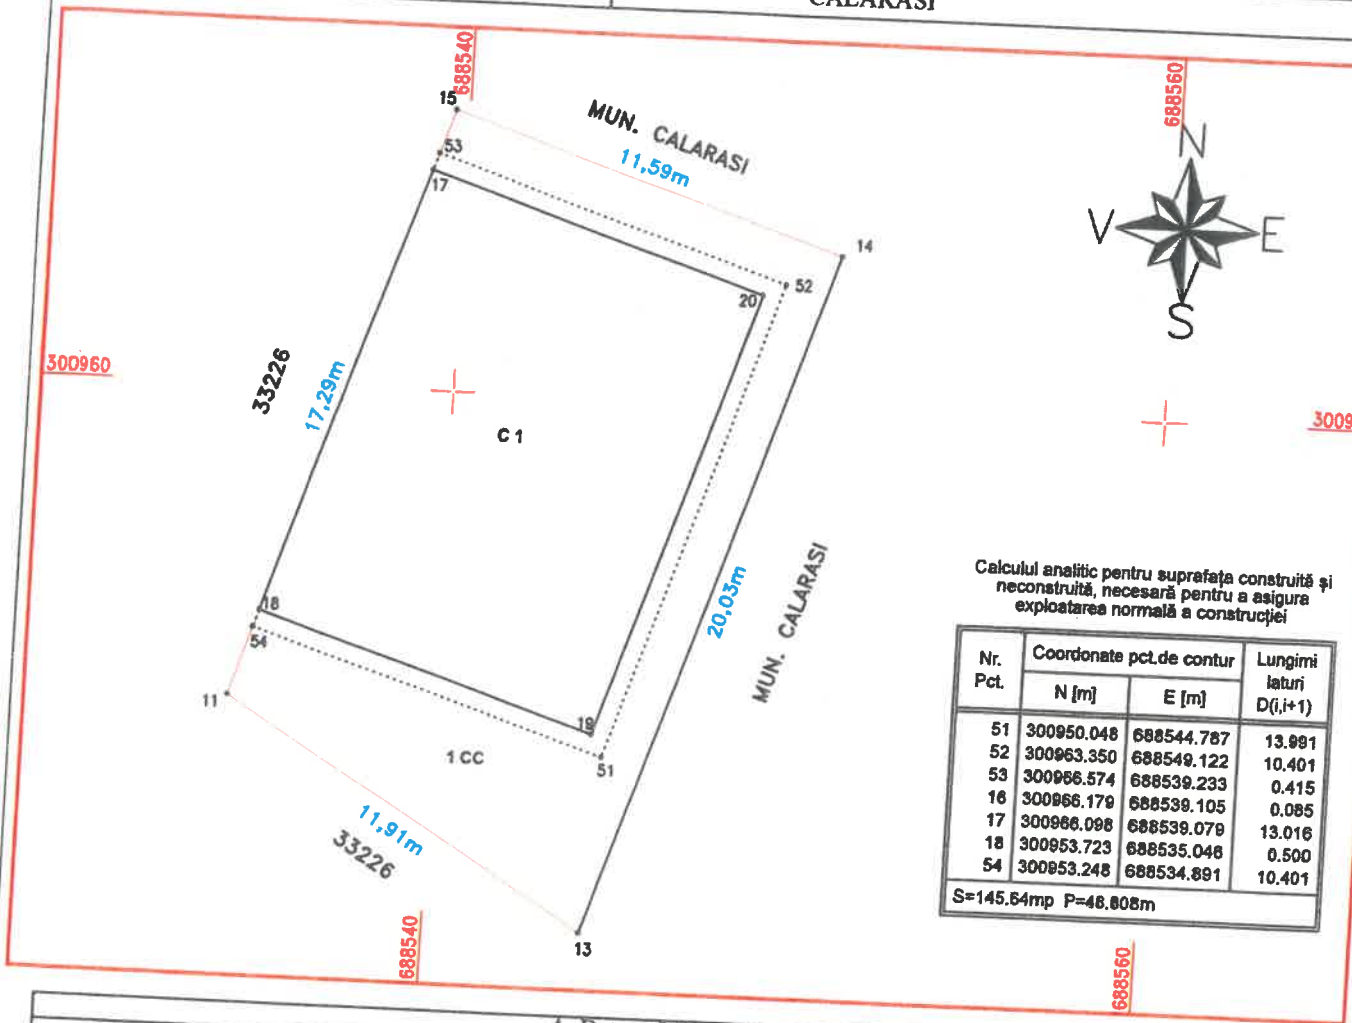 CALARASI
688540
688560
15
MUN. CALARASI
53
11,59m
17
N
V
E
S
14
52
20
300960
33226
17,29m
C 1
3009
MUN. CALARASI
20,03m
Calculul analitic pentru suprafața construită și
neconstruită, necesară pentru a asigura
exploatarea normală a construcției
18
54
11
19
51
1 CC
11,91m
33226
13
Nr. Pct. Coordonate pct.de contur Lungimi laturi D(i,i+1)
N [m] E [m]
51 300950.048 688544.787 13.991
52 300963.350 688549.122 10.401
53 300966.574 688539.233 0.415
16 300966.179 688539.105 0.085
17 300966.098 688539.079 13.016
18 300953.723 688535.046 0.500
54 300953.248 688534.891 10.401
S=145.64mp P=48.808m
688540
688560